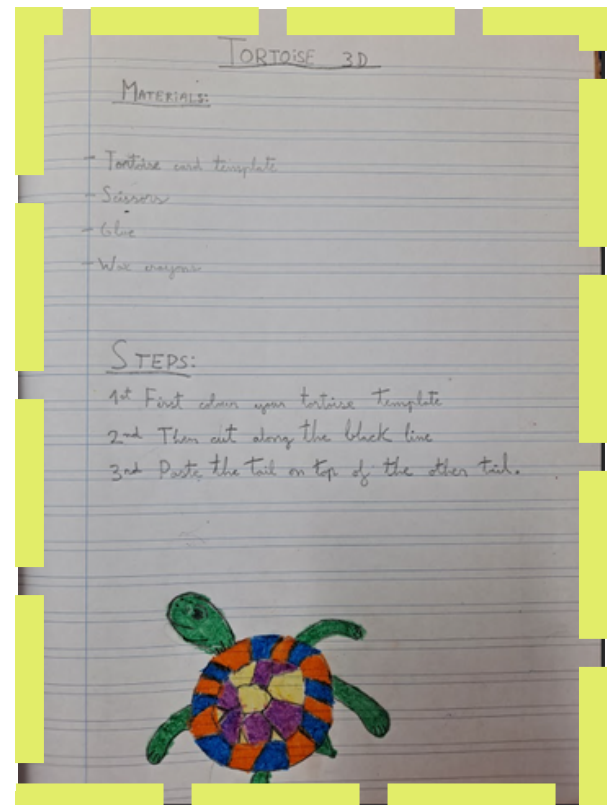 TORTOISE 3D
MATERIALS:
- Tortoise card template
- Scissors
- Glue
- Wax crayons
STEPS:
1st First colour your tortoise template
2nd Then cut along the black line
3rd Paste the tail on top of the other tail.